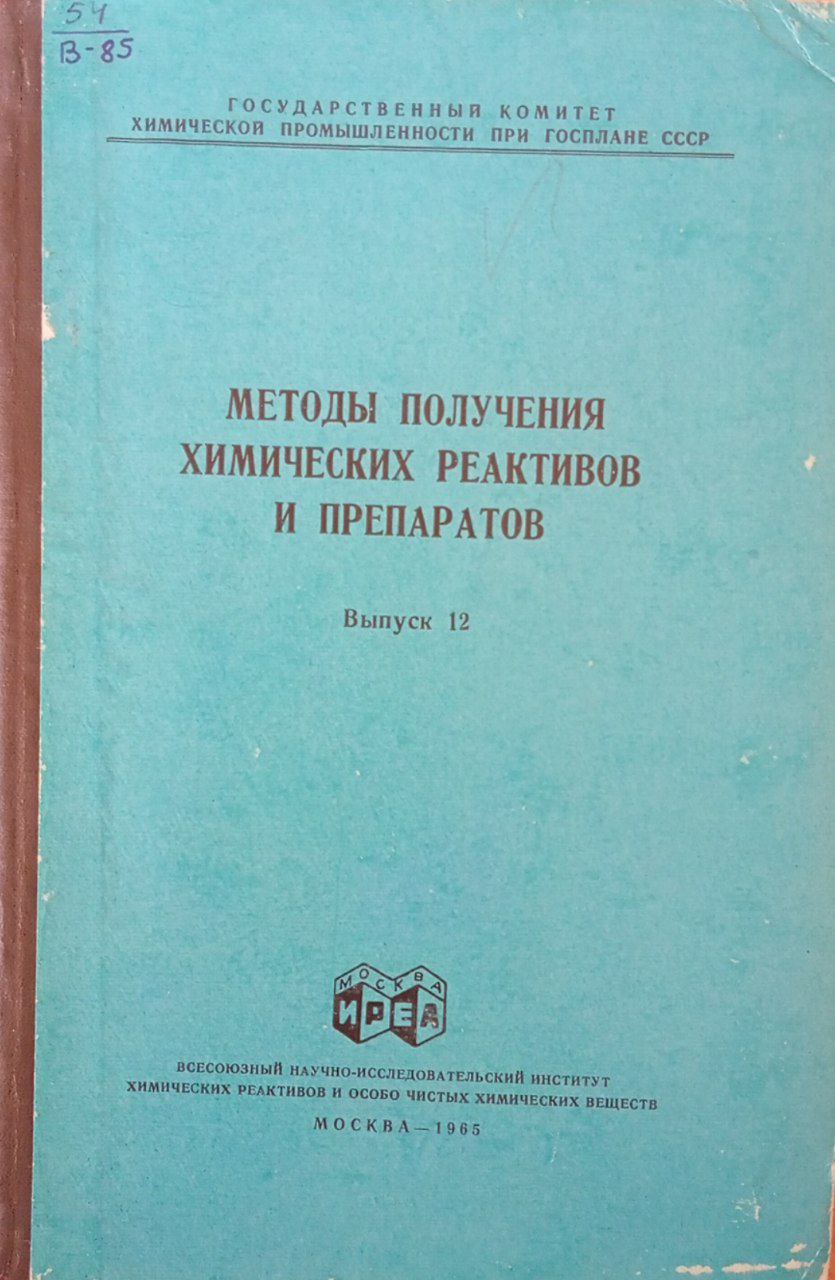 54
В-85
ГОСУДАРСТВЕННЫЙ КОМИТЕТ
ХИМИЧЕСКОЙ ПРОМЫШЛЕННОСТИ ПРИ ГОСПЛАНЕ СССР
МЕТОДЫ ПОЛУЧЕНИЯ
ХИМИЧЕСКИХ РЕАКТИВОВ
И ПРЕПАРАТОВ
Выпуск 12
МОСКВА
ИРЕА
ВСЕСОЮЗНЫЙ НАУЧНО-ИССЛЕДОВАТЕЛЬСКИЙ ИНСТИТУТ
ХИМИЧЕСКИХ РЕАКТИВОВ И ОСОБО ЧИСТЫХ ХИМИЧЕСКИХ ВЕЩЕСТВ
МОСКВА—1965